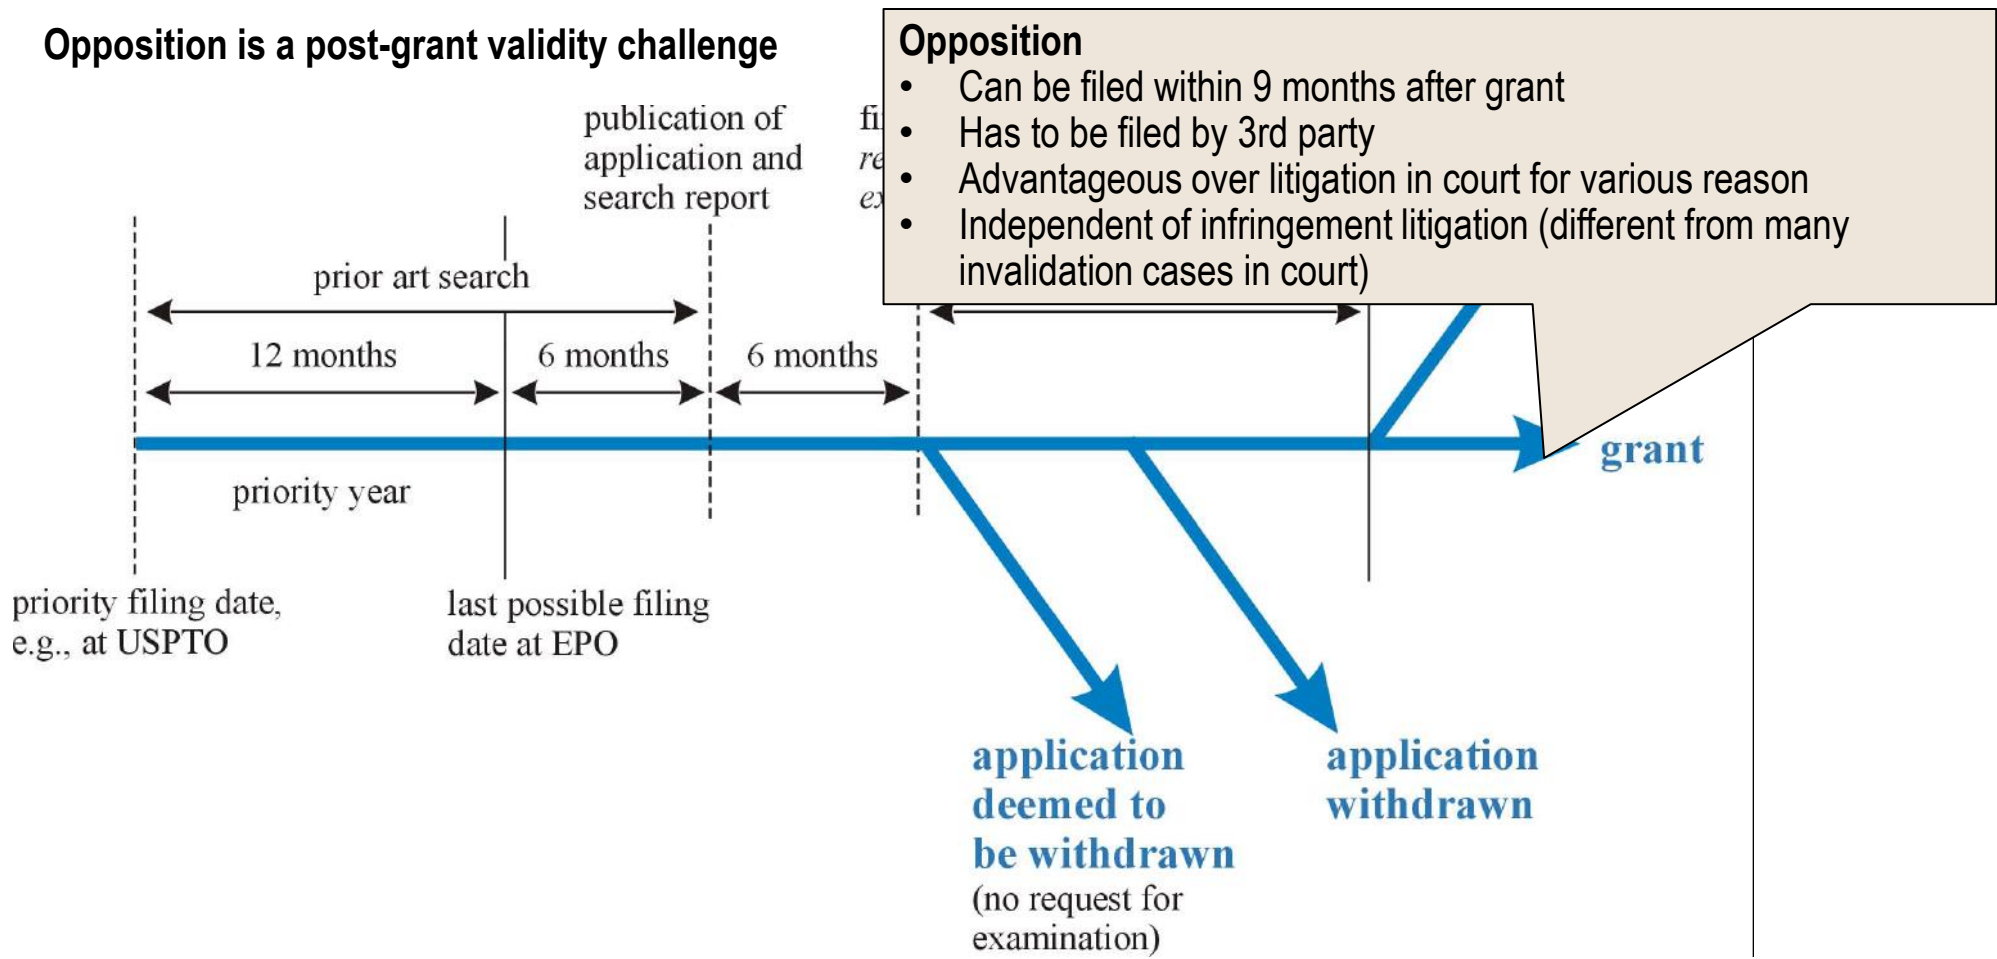 Opposition is a post-grant validity challenge
Opposition
• Can be filed within 9 months after grant
• Has to be filed by 3rd party
• Advantageous over litigation in court for various reason
• Independent of infringement litigation (different from many
invalidation cases in court)
publication of
application and
search report
prior art search
12 months
6 months
6 months
priority year
grant
priority filing date,
e.g., at USPTO
last possible filing
date at EPO
application
deemed to
be withdrawn
(no request for
examination)
application
withdrawn